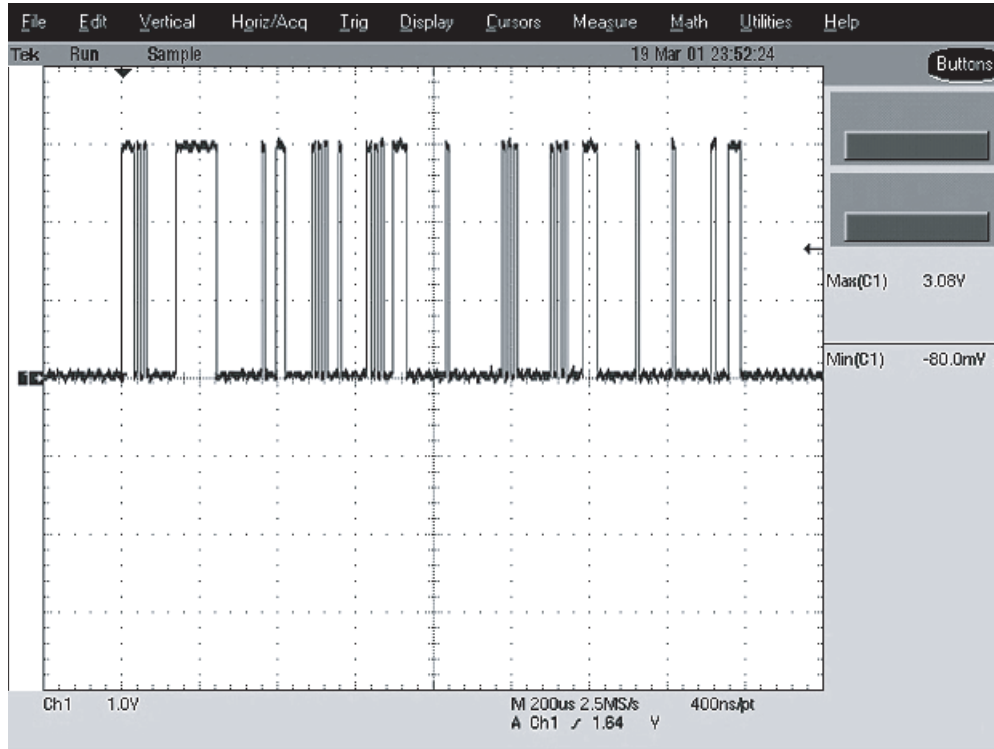 File Edit Vertical Horiz/Acq Trig Display Cursors Measure Math Utilities Help
Tek Run Sample 19 Mar 01 23:52:24
Buttons
Max(C1) 3.08V
1
Min(C1) -80.0mV
Ch1 1.0V M 200us 2.5MS/s 400ns/pt
A Ch1 / 1.64 V